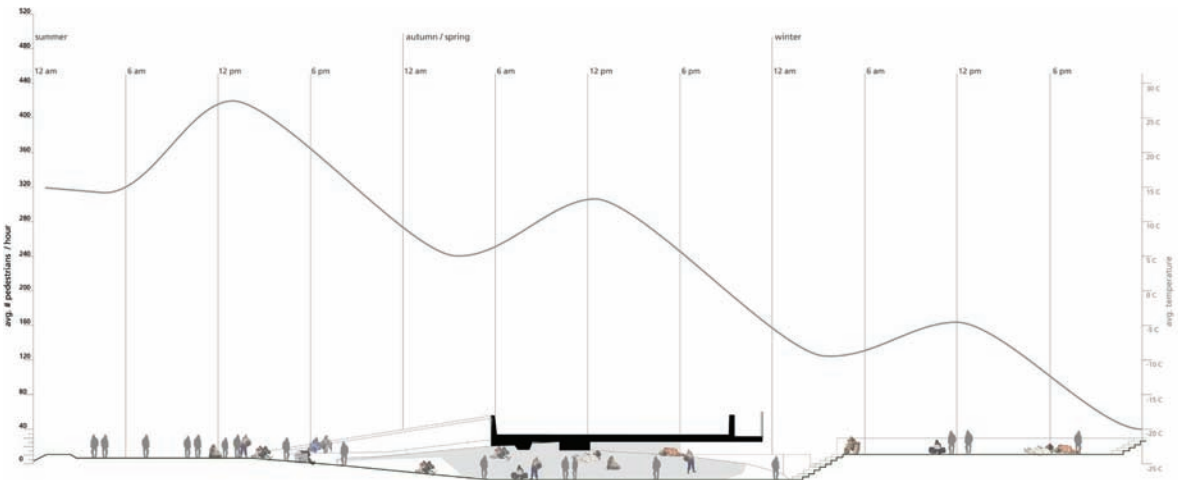 520
480
summer
autumn / spring
winter
12 am
6 am
12 pm
6 pm
12 am
6 am
12 pm
6 pm
12 am
6 am
12 pm
6 pm
440
400
360
320
280
240
200
160
120
80
40
0
avg. # pedestrians / hour
30 C
25 C
20 C
15 C
10 C
5 C
0 C
-5 C
-10 C
-15 C
-20 C
-25 C
avg. temperature